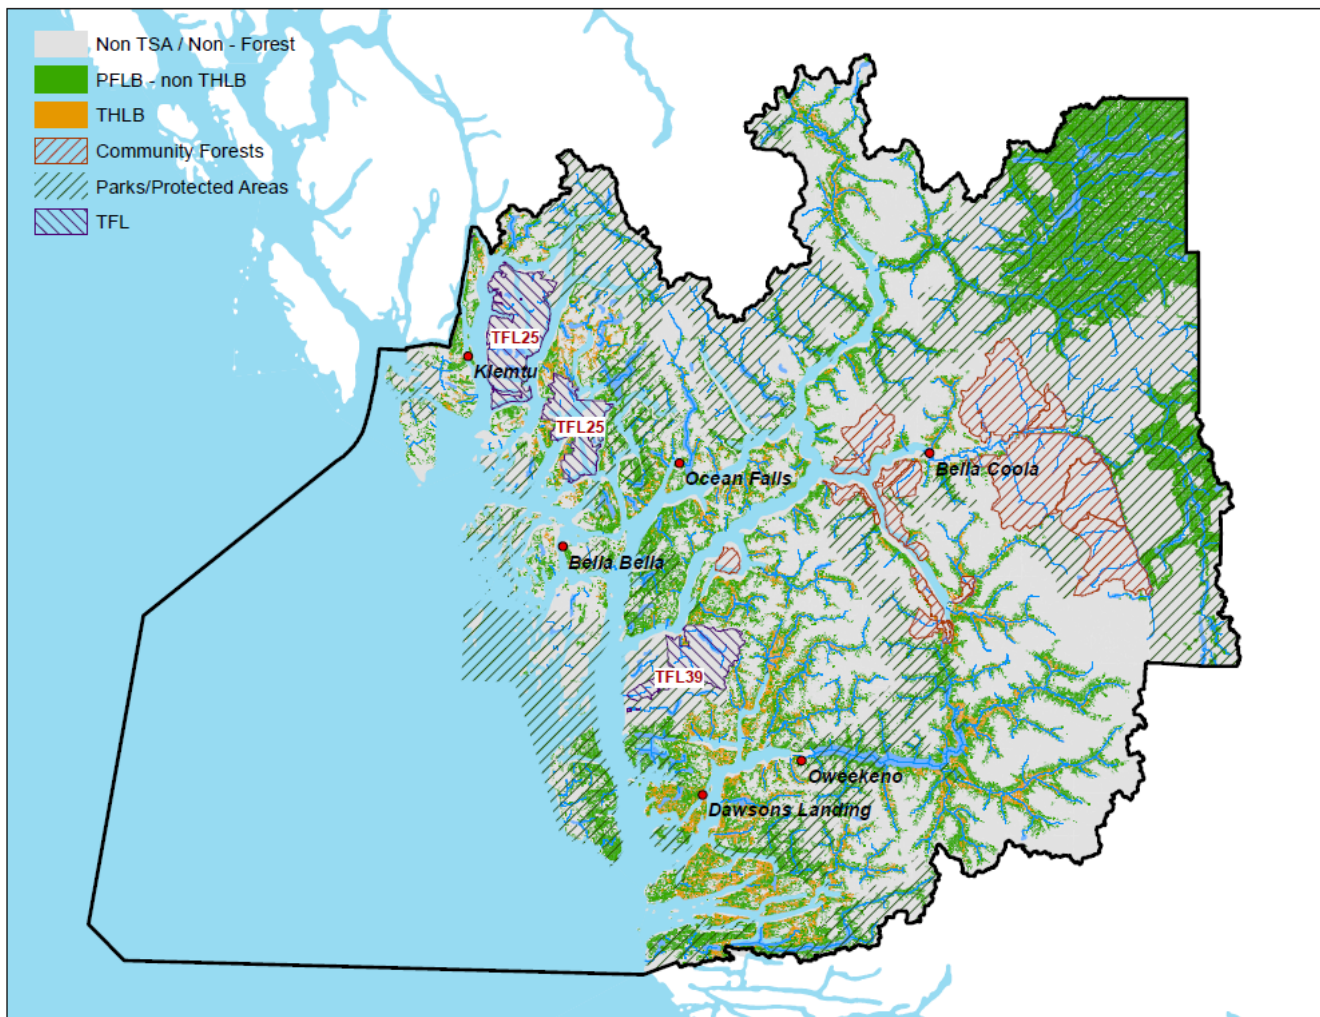 Non TSA / Non - Forest
PFLB - non THLB
THLB
Community Forests
Parks/Protected Areas
TFL
TFL25
Klemtu
TFL25
Ocean Falls
Bella Coola
Bella Bella
TFL39
Oweekeno
Dawsons Landing